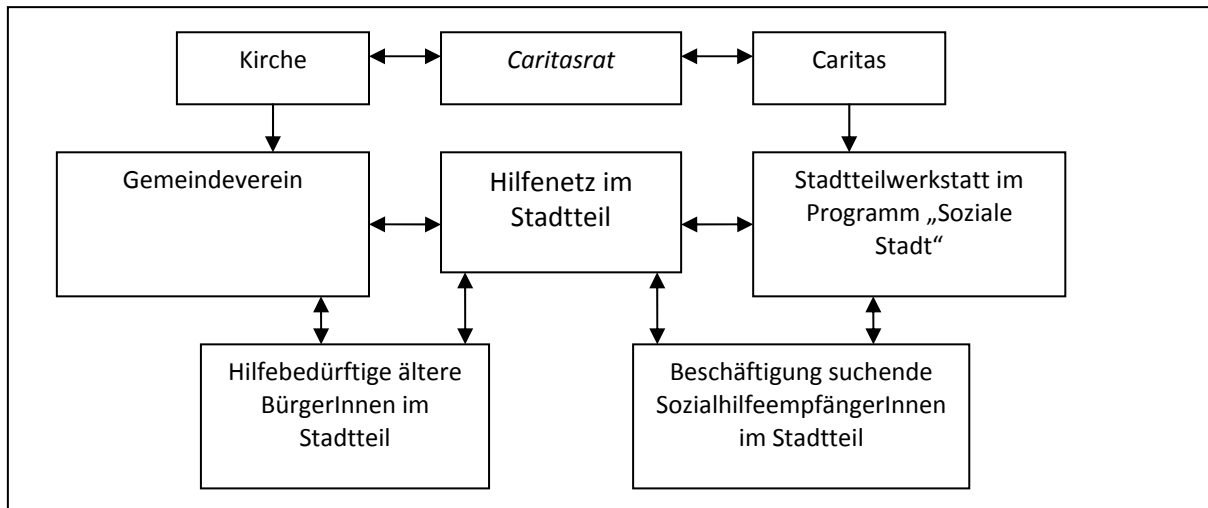 Kirche
Caritasrat
Caritas
Gemeindeverein
Hilfenetz im
Stadtteil
Stadtteilwerkstatt im
Programm „Soziale
Stadt“
Hilfebedürftige ältere
BürgerInnen im
Stadtteil
Beschäftigung suchende
SozialhilfeempfängerInnen
im Stadtteil